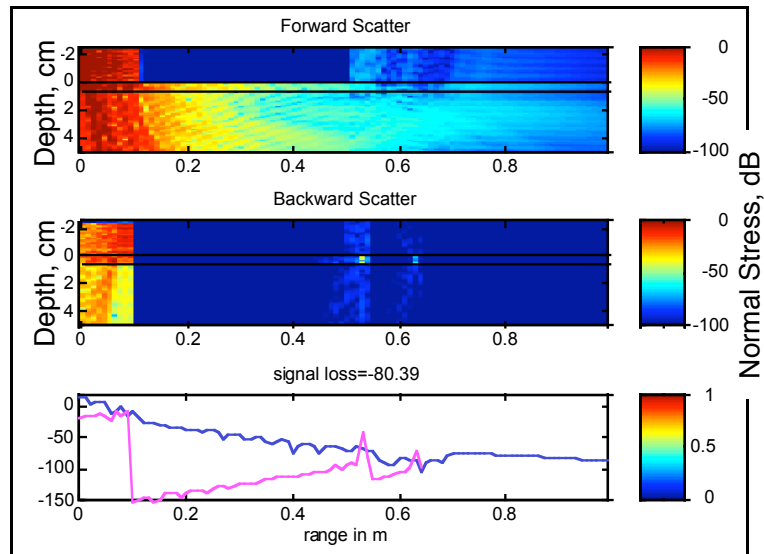 Forward Scatter
Depth, cm
-2
0
2
4
0 0.2 0.4 0.6 0.8
0
-50
-100
Backward Scatter
Depth, cm
-2
0
2
4
0 0.2 0.4 0.6 0.8
0
-50
-100
Normal Stress, dB
signal loss=-80.39
0
-50
-100
-150
0 0.2 0.4 0.6 0.8
range in m
1
0.5
0